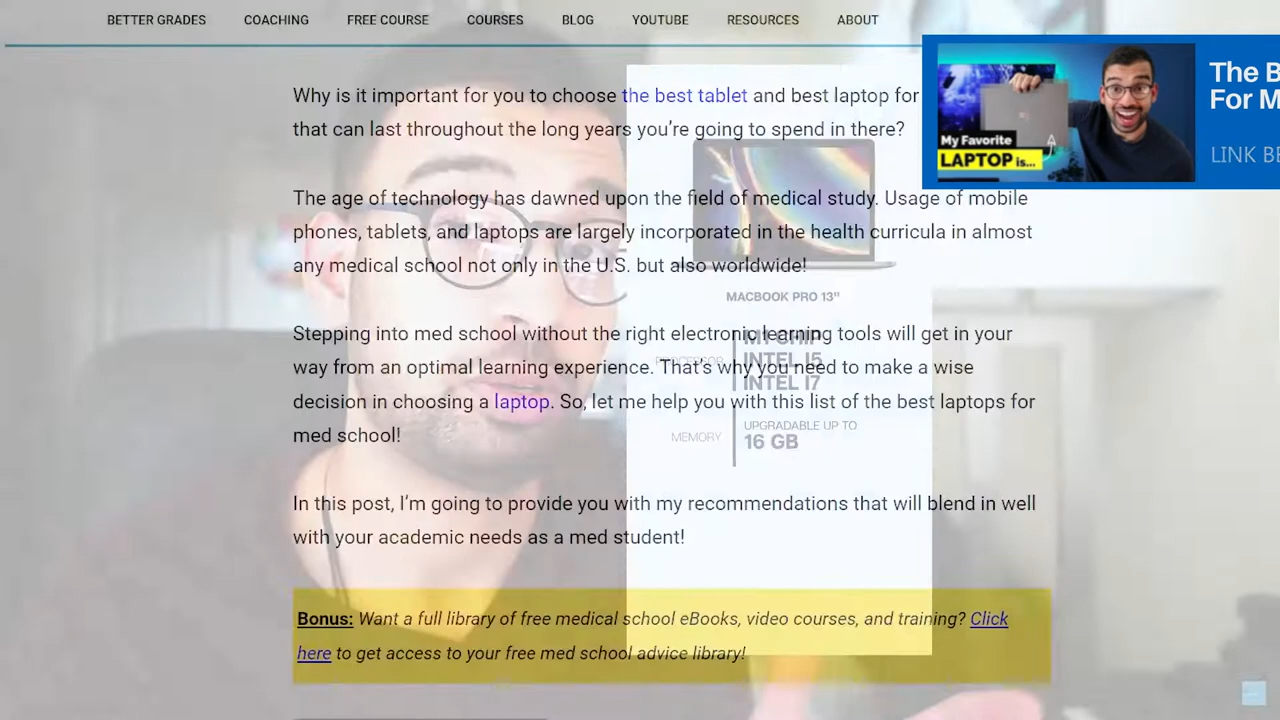 BETTER GRADES COACHING FREE COURSE COURSES BLOG YOUTUBE RESOURCES ABOUT
Why is it important for you to choose the best tablet and best laptop for
that can last throughout the long years you're going to spend in there?
The B
For M
My Favorite
LAPTOP is...
LINK BE
The age of technology has dawned upon the field of medical study. Usage of mobile
phones, tablets, and laptops are largely incorporated in the health curricula in almost
any medical school not only in the U.S. but also worldwide!
MACBOOK PRO 13"
Stepping into med school without the right electronic learning tools will get in your
way from an optimal learning experience. That's why you need to make a wise
decision in choosing a laptop. So, let me help you with this list of the best laptops for
med school!
PROCESSOR
M1 CHIP
INTEL I5
INTEL I7
MEMORY
UPGRADABLE UP TO
16 GB
In this post, I'm going to provide you with my recommendations that will blend in well
with your academic needs as a med student!
Bonus: Want a full library of free medical school eBooks, video courses, and training? Click
here to get access to your free med school advice library!